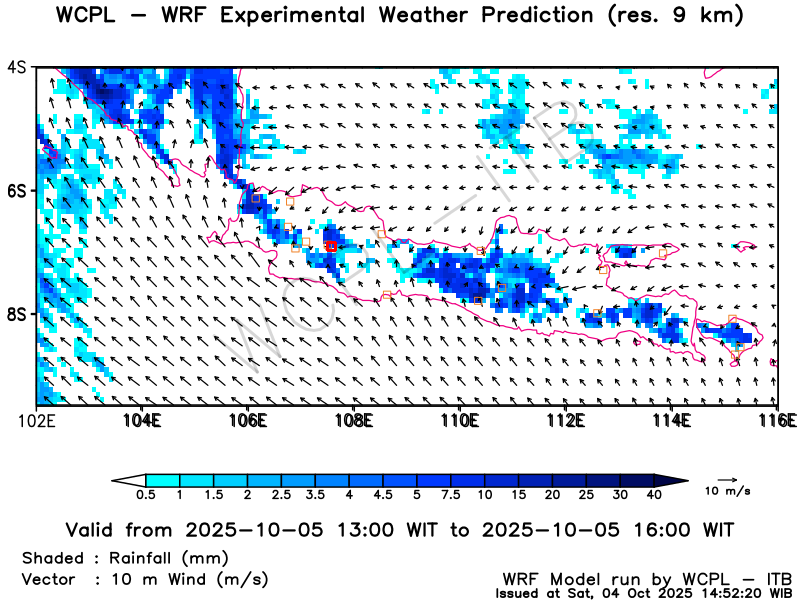 WCPL – WRF Experimental Weather Prediction (res. 9 km)
4S
6S
8S
102E 104E 106E 108E 110E 112E 114E 116E
WCPL–ITB
0.5 1 1.5 2 2.5 3.5 4 4.5 5 7.5 10 15 20 25 30 40
10 m/s
Valid from 2025-10-05 13:00 WIT to 2025-10-05 16:00 WIT
Shaded : Rainfall (mm)
Vector : 10 m Wind (m/s)
WRF Model run by WCPL – ITB
Issued at Sat, 04 Oct 2025 14:52:20 WIB